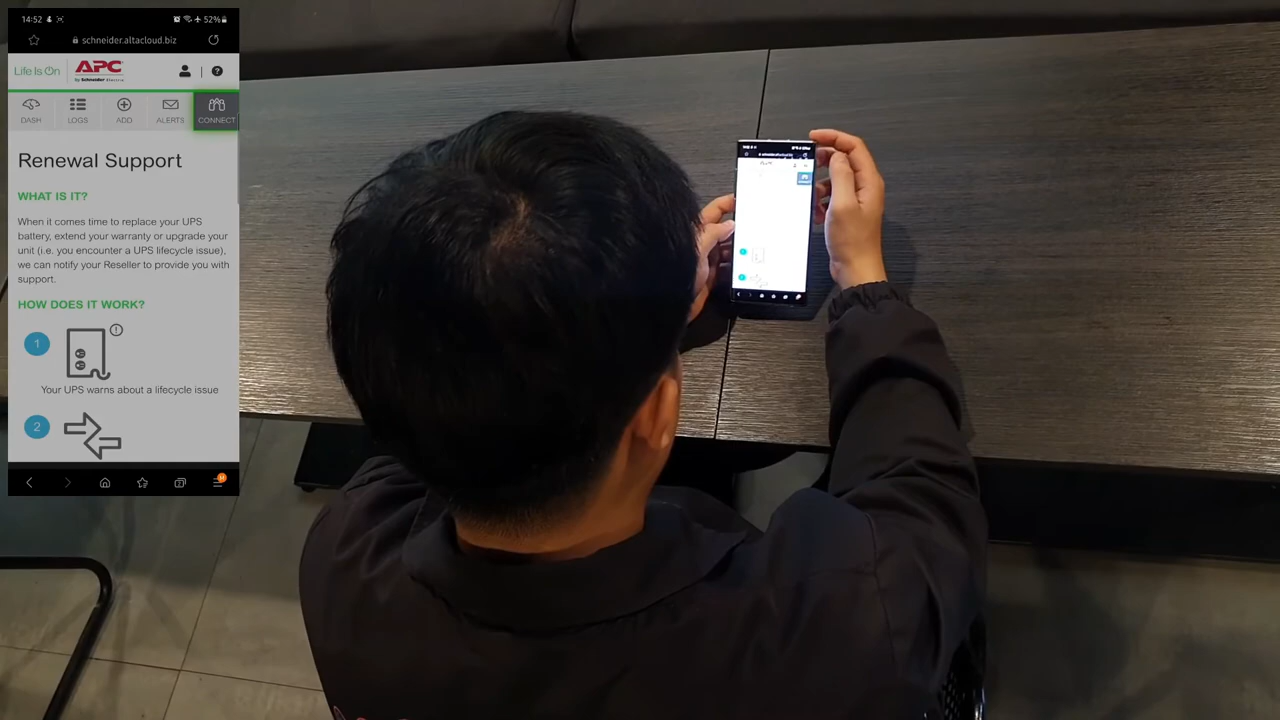 14:52
52%
schneider.altacloud.biz
Life Is On
APC
by Schneider Electric
?
DASH
LOGS
ADD
ALERTS
CONNECT
Renewal Support
WHAT IS IT?
When it comes time to replace your UPS
battery, extend your warranty or upgrade your
unit (i.e. you encounter a UPS lifecycle issue),
we can notify your Reseller to provide you with
support.
HOW DOES IT WORK?
1
Your UPS warns about a lifecycle issue
2